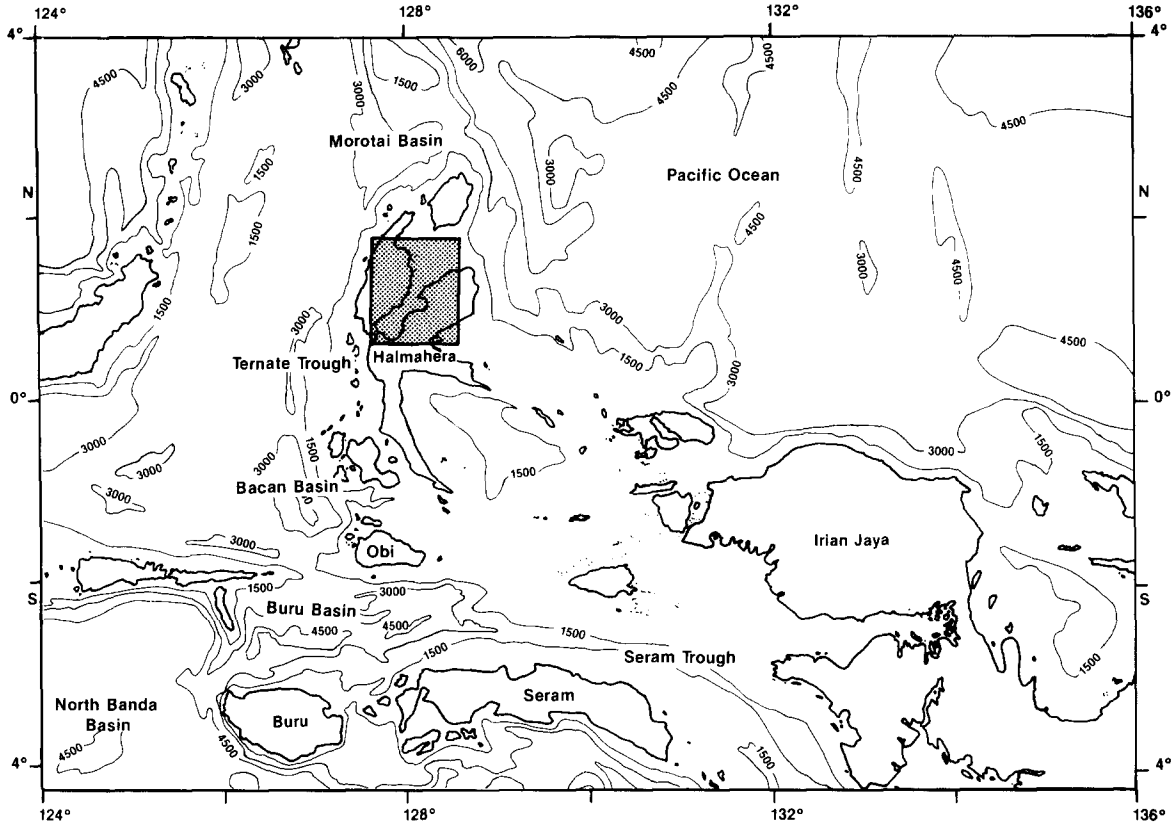 124° 128° 132° 136°
4° 4°
4500 3000 1500 6000 4500 4500
3000 4500 4500
Morotai Basin 1500 3000 4500
Pacific Ocean
N N
1500 4500
3000 4500
1500 3000 3000
1500 4500
Ternate Trough Halmahera 3000
0° 0°
3000 1500 3000 1500
3000 3000 1500
Bacan Basin
3000
Irian Jaya
3000 Obi
1500 3000
S S
Buru Basin
4500 4500 1500
1500 Seram Trough 1500
North Banda
Basin
Seram
Buru
4500 4500 1500
4° 4°
124° 128° 132° 136°